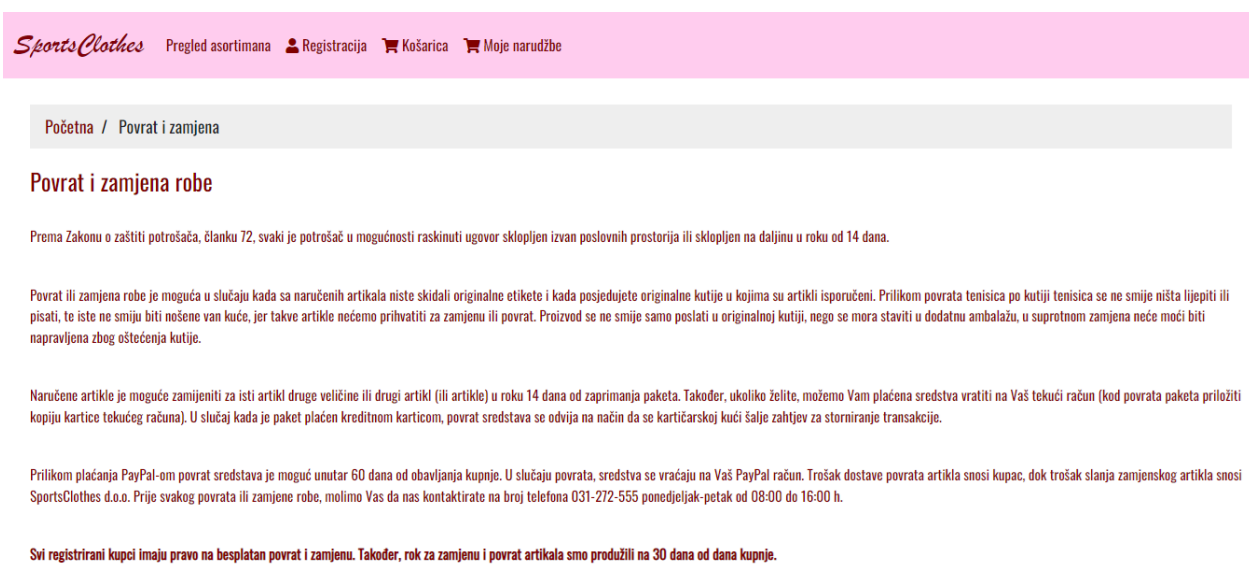 SportsClothes Pregled asortimana Registracija Košarica Moje narudžbe
Početna / Povrat i zamjena
Povrat i zamjena robe
Prema Zakonu o zaštiti potrošača, članku 72, svaki je potrošač u mogućnosti raskinuti ugovor sklopljen izvan poslovnih prostorija ili sklopljen na daljinu u roku od 14 dana.
Povrat ili zamjena robe je moguća u slučaju kada sa naručenih artikala niste skidali originalne etikete i kada posjedujete originalne kutije u kojima su artikli isporučeni. Prilikom povrata tenisica po kutiji tenisica se ne smije ništa lijepiti ili
pisati, te iste ne smiju biti nošene van kuće, jer takve artikle nećemo prihvatiti za zamjenu ili povrat. Proizvod se ne smije samo poslati u originalnoj kutiji, nego se mora staviti u dodatnu ambalažu, u suprotnom zamjena neće moći biti
napravljena zbog oštećenja kutije.
Naručene artikle je moguće zamijeniti za isti artikl druge veličine ili drugi artikl (ili artikle) u roku 14 dana od zaprimanja paketa. Također, ukoliko želite, možemo Vam plaćena sredstva vratiti na Vaš tekući račun (kod povrata paketa priložiti
kopiju kartice tekućeg računa). U slučaj kada je paket plaćen kreditnom karticom, povrat sredstava se odvija na način da se kartičarskoj kući šalje zahtjev za storniranje transakcije.
Prilikom plaćanja PayPal-om povrat sredstava je moguć unutar 60 dana od obavljanja kupnje. U slučaju povrata, sredstva se vraćaju na Vaš PayPal račun. Trošak dostave povrata artikla snosi kupac, dok trošak slanja zamjenskog artikla snosi
SportsClothes d.o.o. Prije svakog povrata ili zamjene robe, molimo Vas da nas kontaktirate na broj telefona 031-272-555 ponedjeljak-petak od 08:00 do 16:00 h.
Svi registrirani kupci imaju pravo na besplatan povrat i zamjenu. Također, rok za zamjenu i povrat artikala smo produžili na 30 dana od dana kupnje.